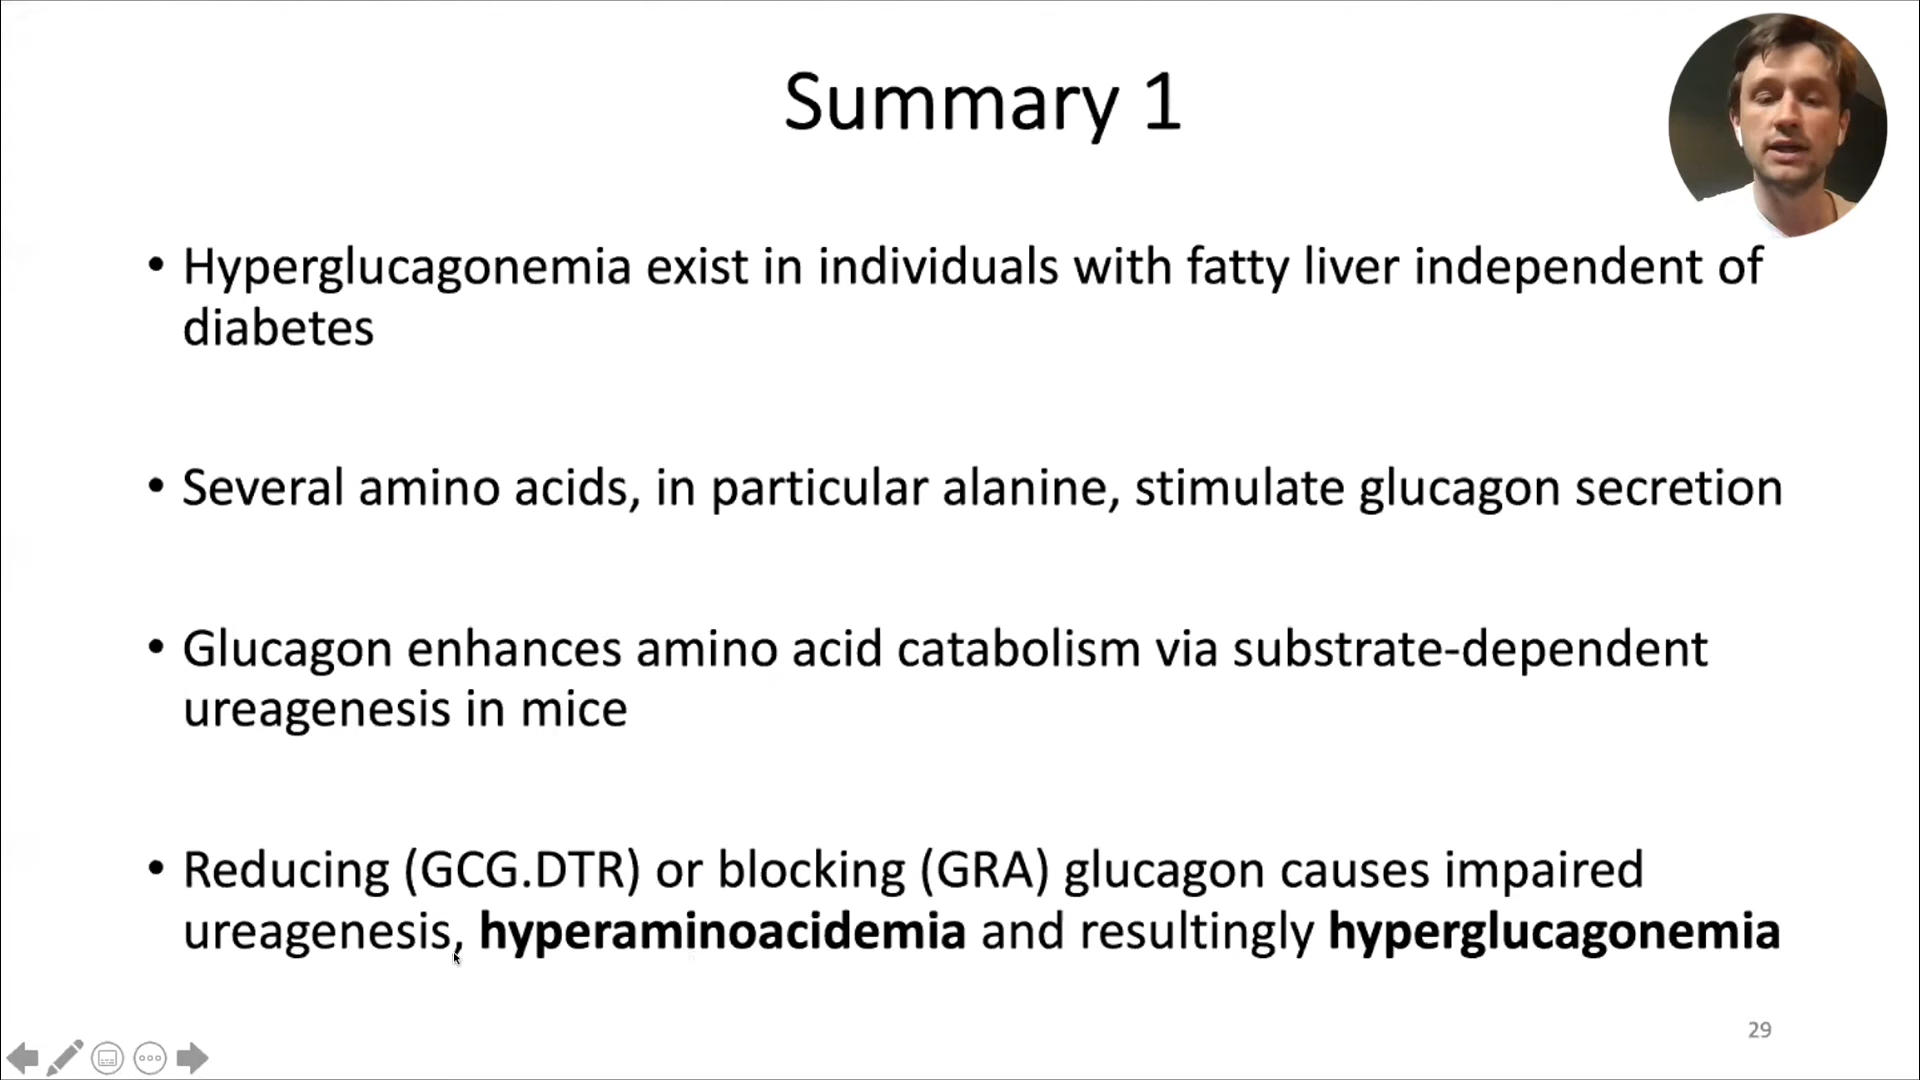 Summary 1
• Hyperglucagonemia exist in individuals with fatty liver independent of
diabetes
• Several amino acids, in particular alanine, stimulate glucagon secretion
• Glucagon enhances amino acid catabolism via substrate-dependent
ureagenesis in mice
• Reducing (GCG.DTR) or blocking (GRA) glucagon causes impaired
ureagenesis, hyperaminoacidemia and resultingly hyperglucagonemia
29